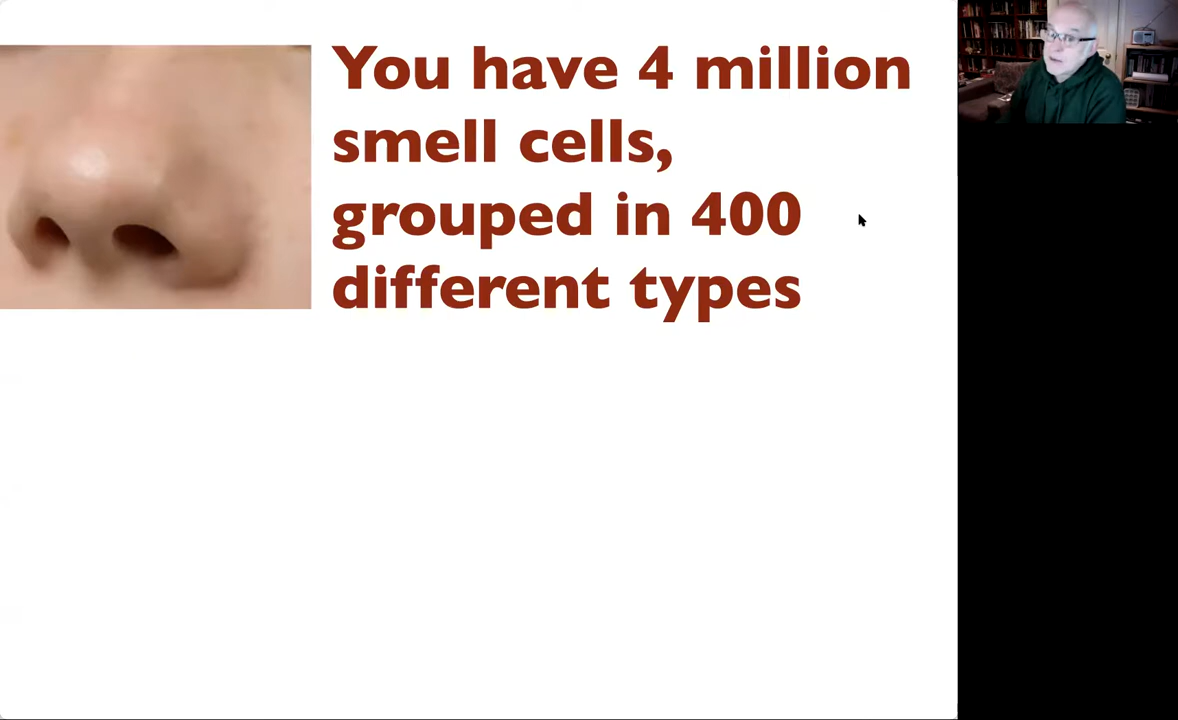 You have 4 million
smell cells,
grouped in 400
different types